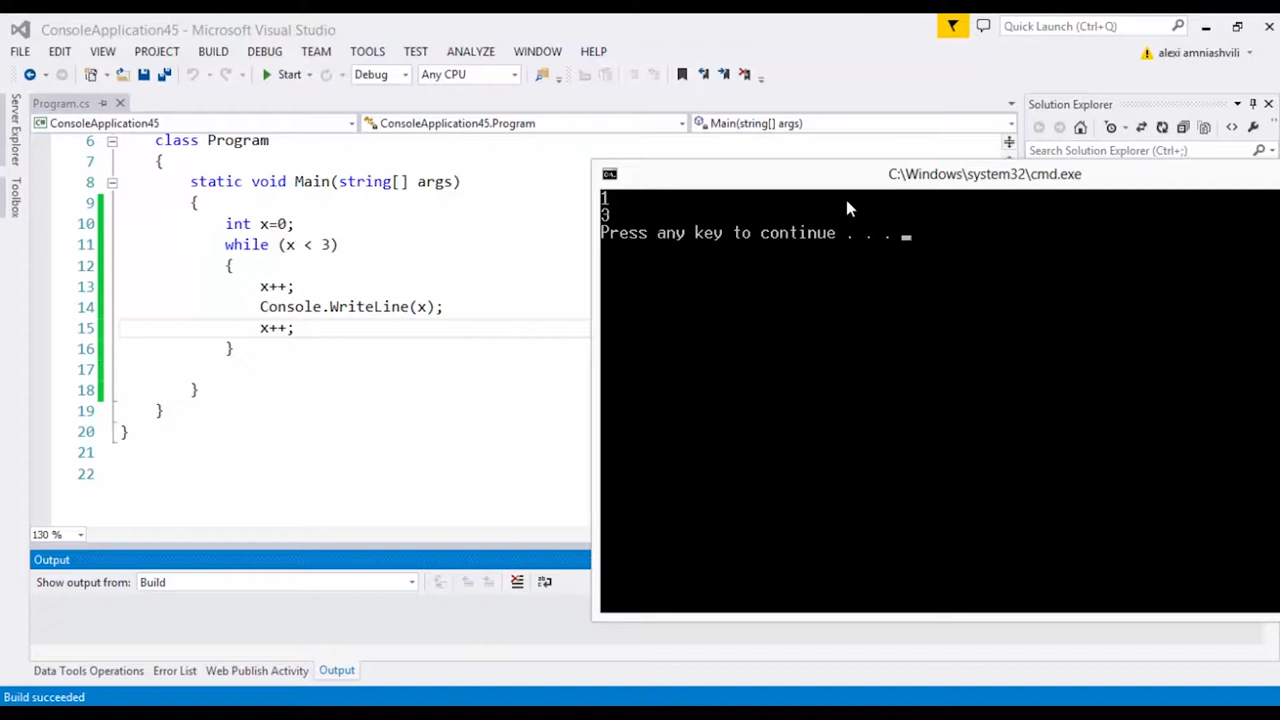 ConsoleApplication45 - Microsoft Visual Studio
Quick Launch (Ctrl+Q)
FILE EDIT VIEW PROJECT BUILD DEBUG TEAM TOOLS TEST ANALYZE WINDOW HELP
alexi amniashvili
Start Debug Any CPU
Server Explorer
Toolbox
Program.cs
ConsoleApplication45 ConsoleApplication45.Program Main(string[] args)
Solution Explorer
Search Solution Explorer (Ctrl+;)
6 class Program
7 {
8 static void Main(string[] args)
9 {
10 int x=0;
11 while (x < 3)
12 {
13 x++;
14 Console.WriteLine(x);
15 x++;
16 }
17
18 }
19 }
20 }
21
22
130 %
C:\Windows\system32\cmd.exe
1
3
Press any key to continue . . .
Output
Show output from: Build
Data Tools Operations Error List Web Publish Activity Output
Build succeeded